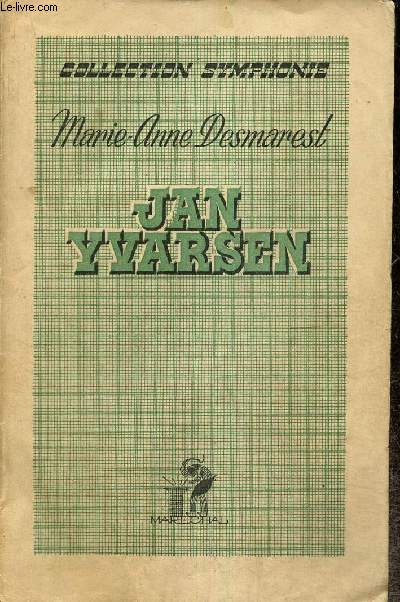 Le-livre.com
COLLECTION SYMPHONIE
Marie-Anne Desmarest
JAN
YVARSEN
MARECHAL